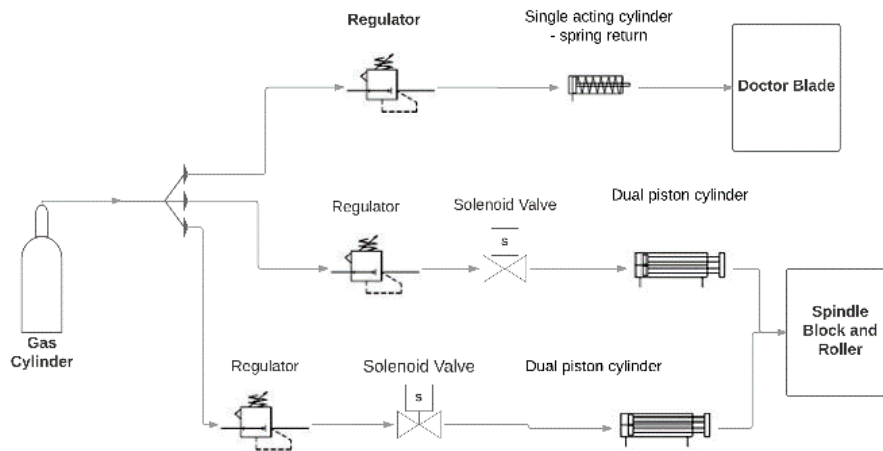 Regulator
Single acting cylinder
- spring return
Doctor Blade
Regulator
Solenoid Valve
Dual piston cylinder
s
Gas
Cylinder
Spindle
Block and
Roller
Regulator
Solenoid Valve
Dual piston cylinder
s